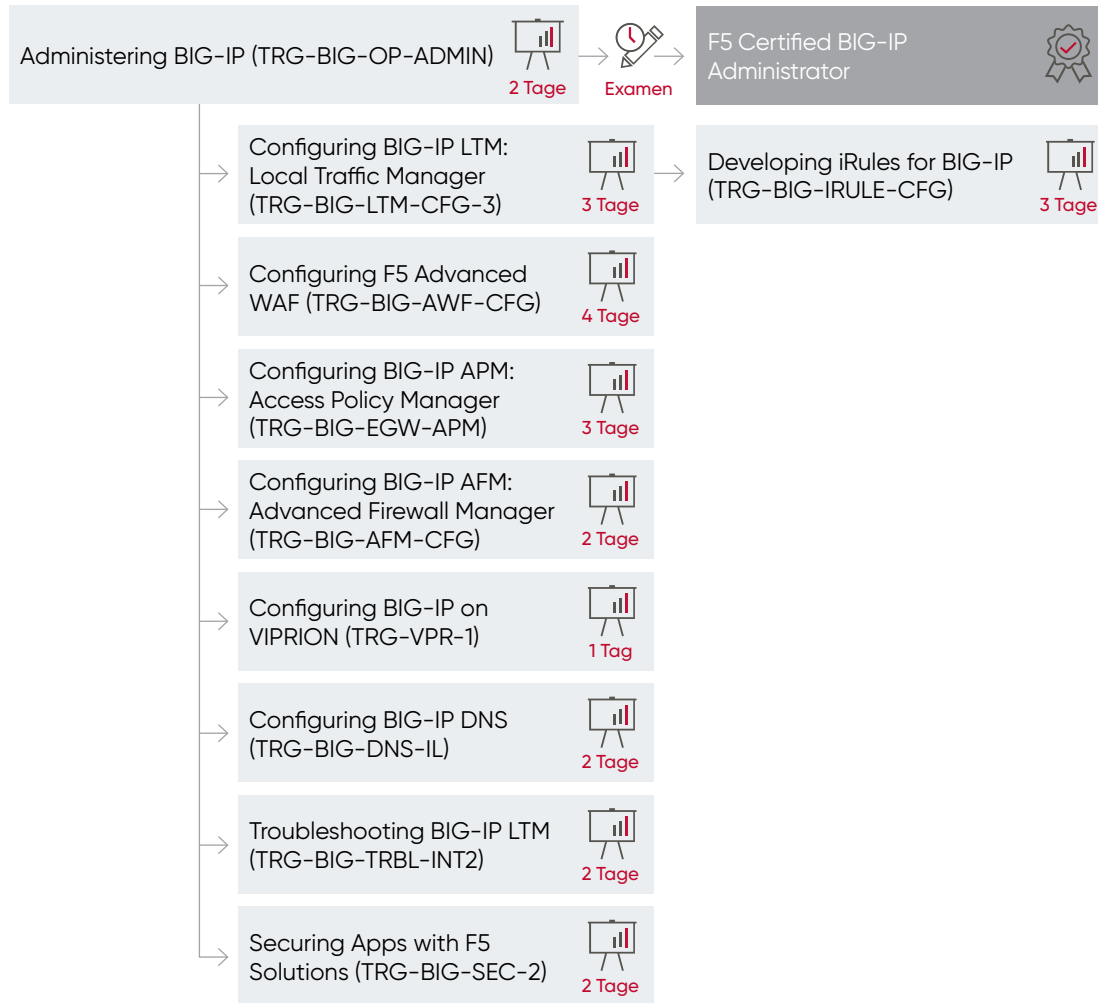 Administering BIG-IP (TRG-BIG-OP-ADMIN)
2 Tage
Examen
F5 Certified BIG-IP
Administrator
Configuring BIG-IP LTM:
Local Traffic Manager
(TRG-BIG-LTM-CFG-3)
3 Tage
Developing iRules for BIG-IP
(TRG-BIG-IRULE-CFG)
3 Tage
Configuring F5 Advanced
WAF (TRG-BIG-AWF-CFG)
4 Tage
Configuring BIG-IP APM:
Access Policy Manager
(TRG-BIG-EGW-APM)
3 Tage
Configuring BIG-IP AFM:
Advanced Firewall Manager
(TRG-BIG-AFM-CFG)
2 Tage
Configuring BIG-IP on
VIPRION (TRG-VPR-1)
1 Tag
Configuring BIG-IP DNS
(TRG-BIG-DNS-IL)
2 Tage
Troubleshooting BIG-IP LTM
(TRG-BIG-TRBL-INT2)
2 Tage
Securing Apps with F5
Solutions (TRG-BIG-SEC-2)
2 Tage